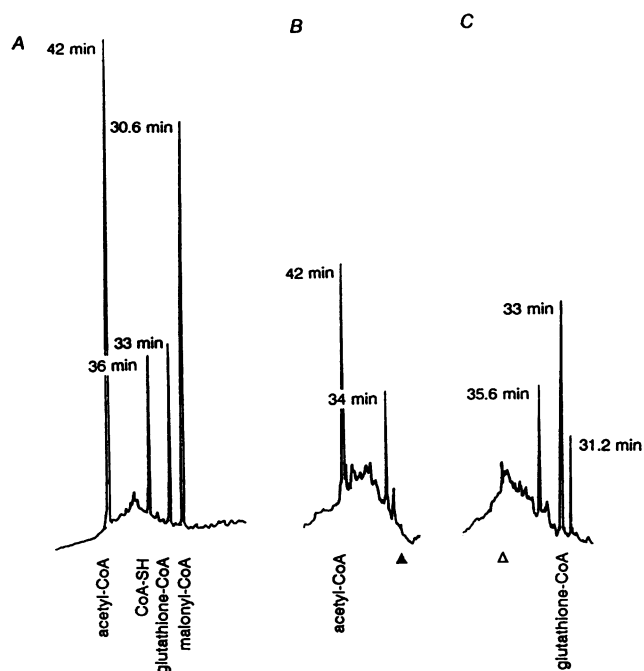 A
42 min
30.6 min
33 min
36 min
acetyl-CoA
CoA-SH
glutathione-CoA
malonyl-CoA
B
42 min
34 min
acetyl-CoA
▲
C
33 min
35.6 min
31.2 min
△
glutathione-CoA